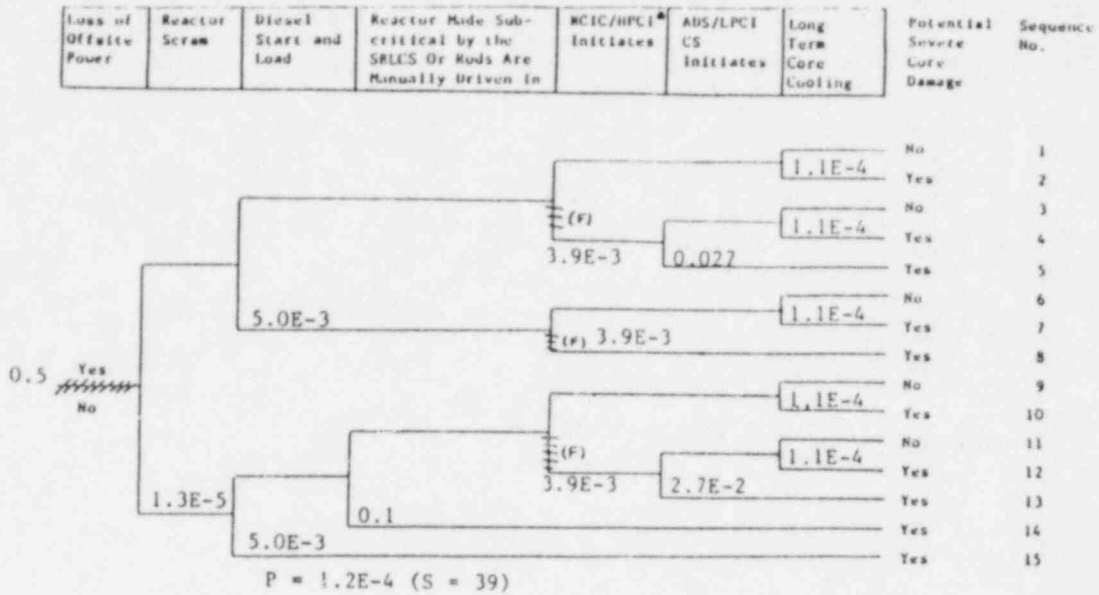 Loss of Offsite Power
Reactor Scram
Diesel Start and Load
Reactor Made Sub-critical by the SRLCS Or Rods Are Manually Driven In
RCIC/HPCI*
Initiates
ADS/LPCI CS Initiates
Long Term Core Cooling
Potential Severe Core Damage
Sequence No.
No 1
1.1E-4
Yes 2
(F)
No 3
1.1E-4
Yes 4
3.9E-3
0.027
Yes 5
No 6
5.0E-3
1.1E-4
(F) 3.9E-3
Yes 7
Yes 8
0.5
Yes
No
No 9
1.1E-4
Yes 10
(F)
No 11
1.1E-4
Yes 12
3.9E-3
2.7E-2
1.3E-5
Yes 13
0.1
Yes 14
5.0E-3
Yes 15
P = 1.2E-4 (S = 39)